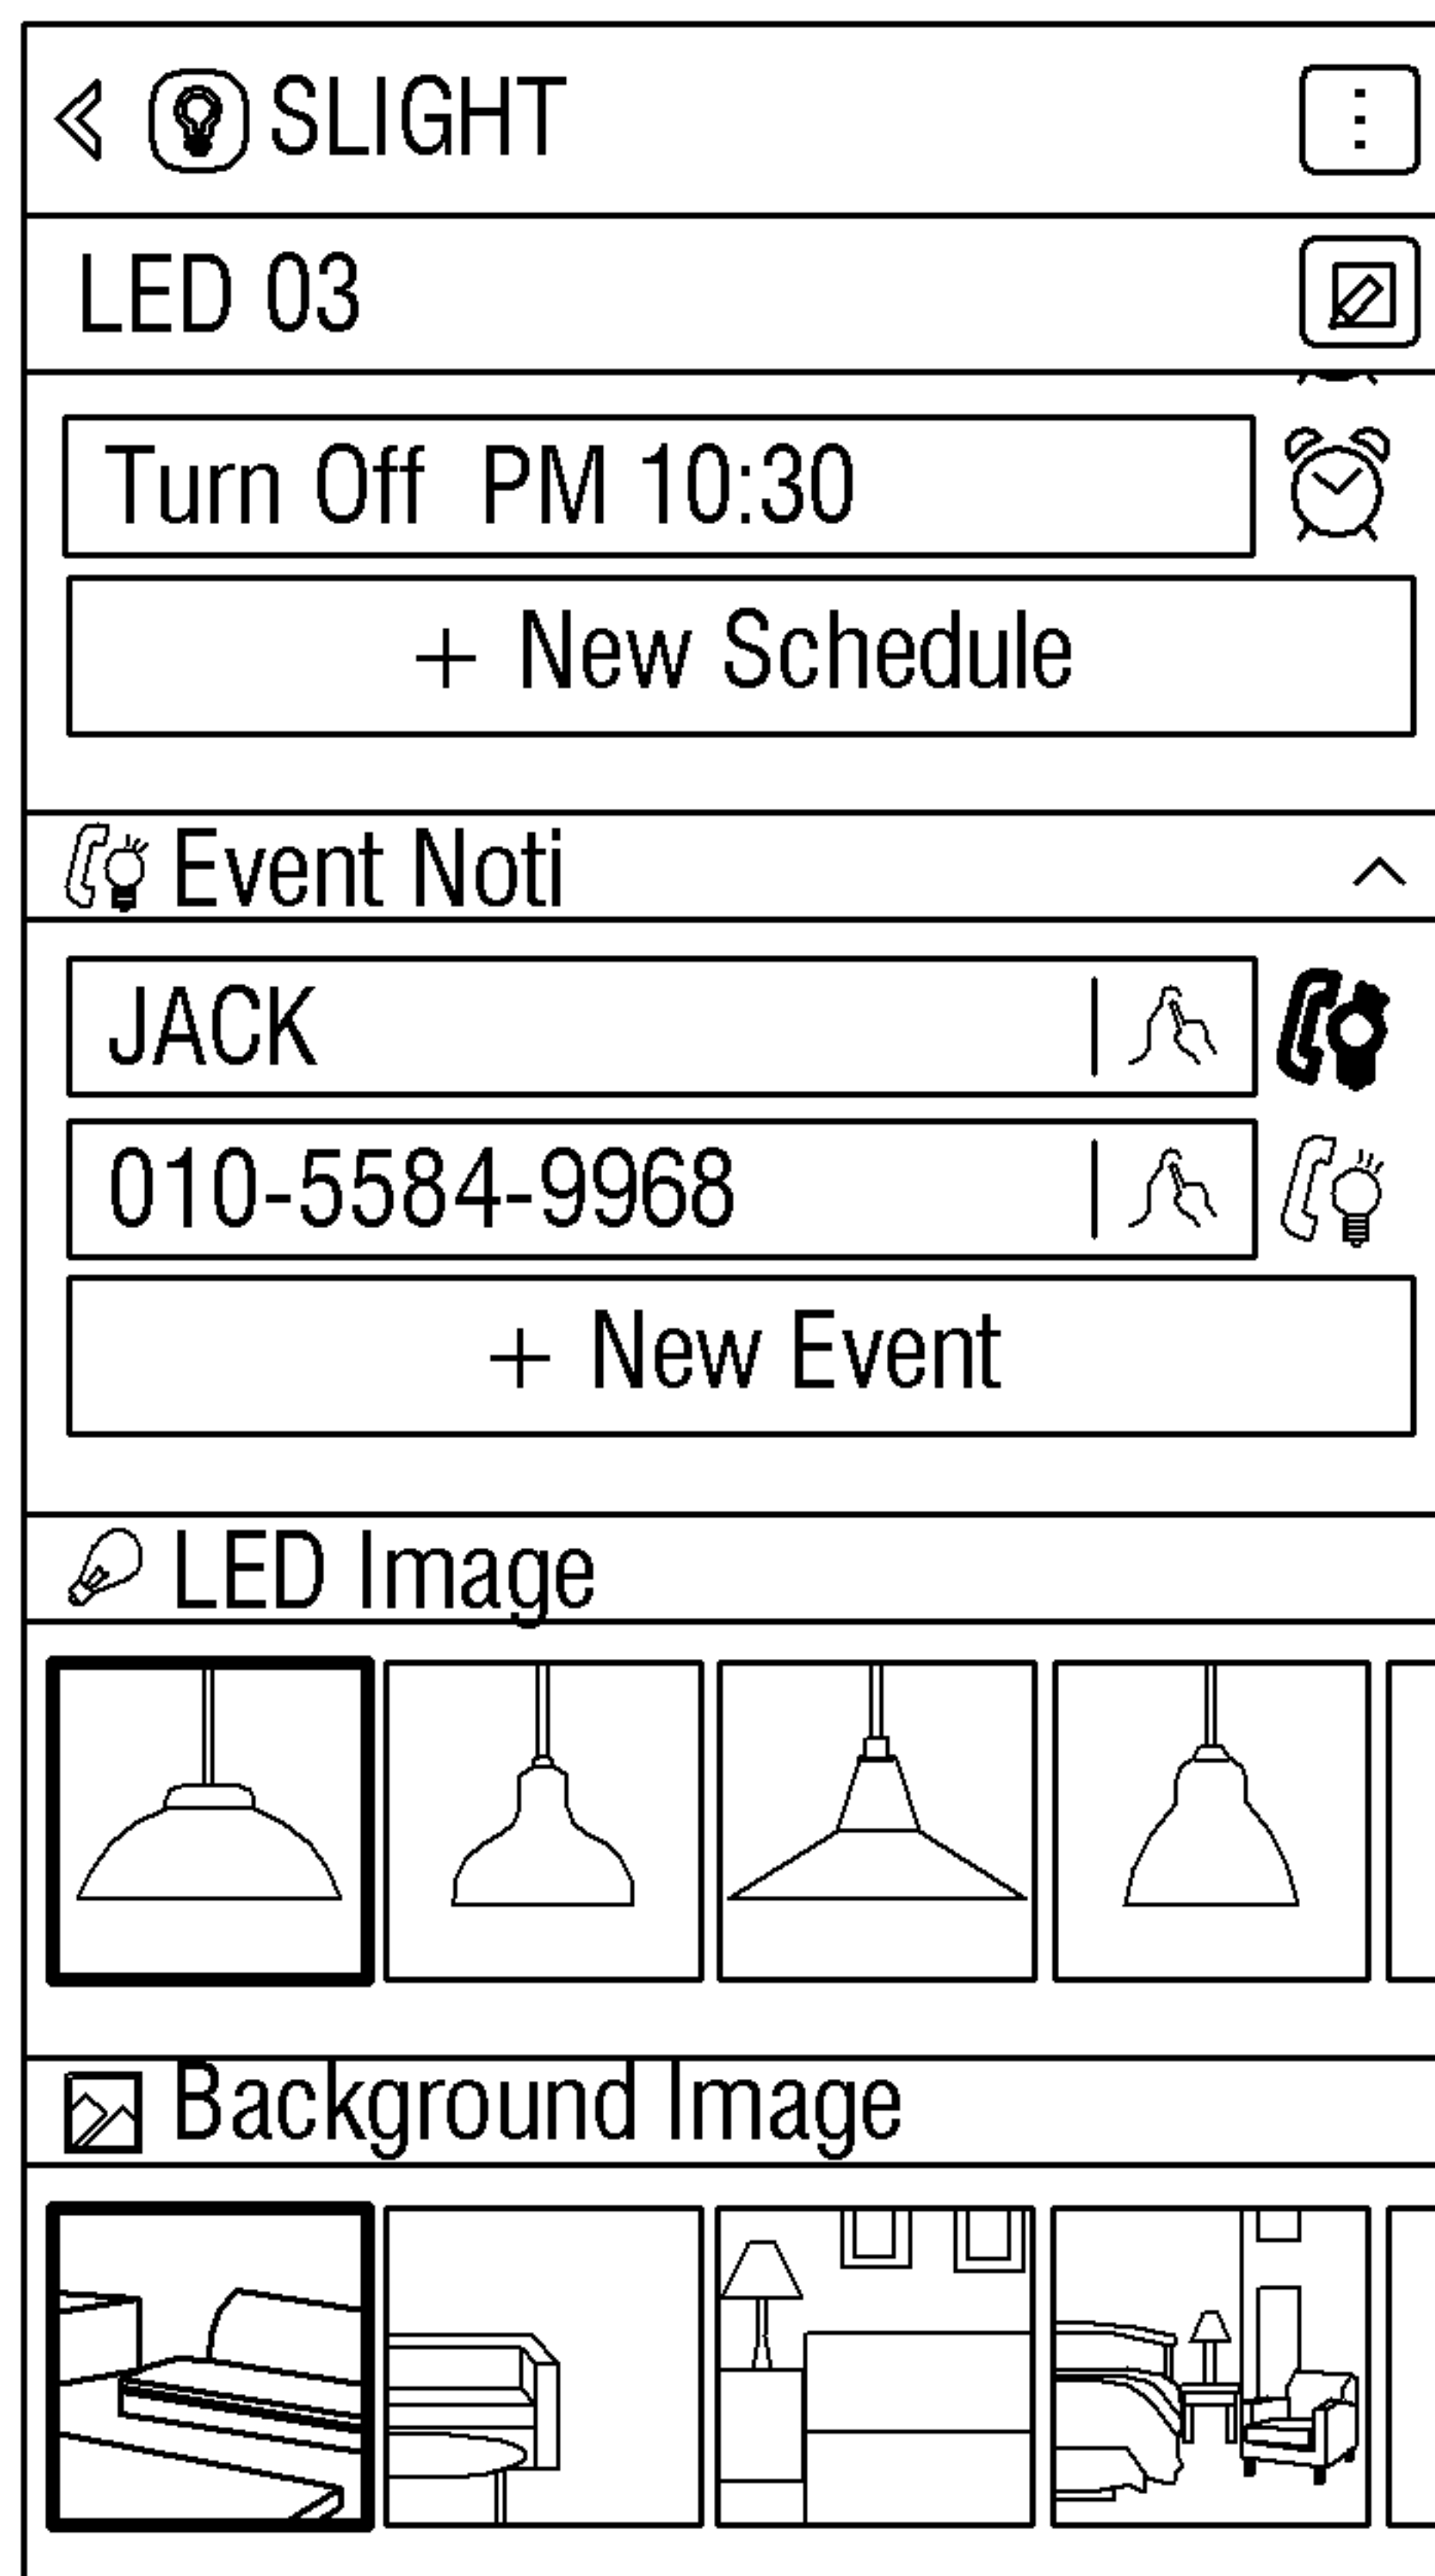 SLIGHT
LED 03
Turn Off  PM 10:30
+ New Schedule
Event Noti
JACK
010-5584-9968
+ New Event
LED Image
Background Image